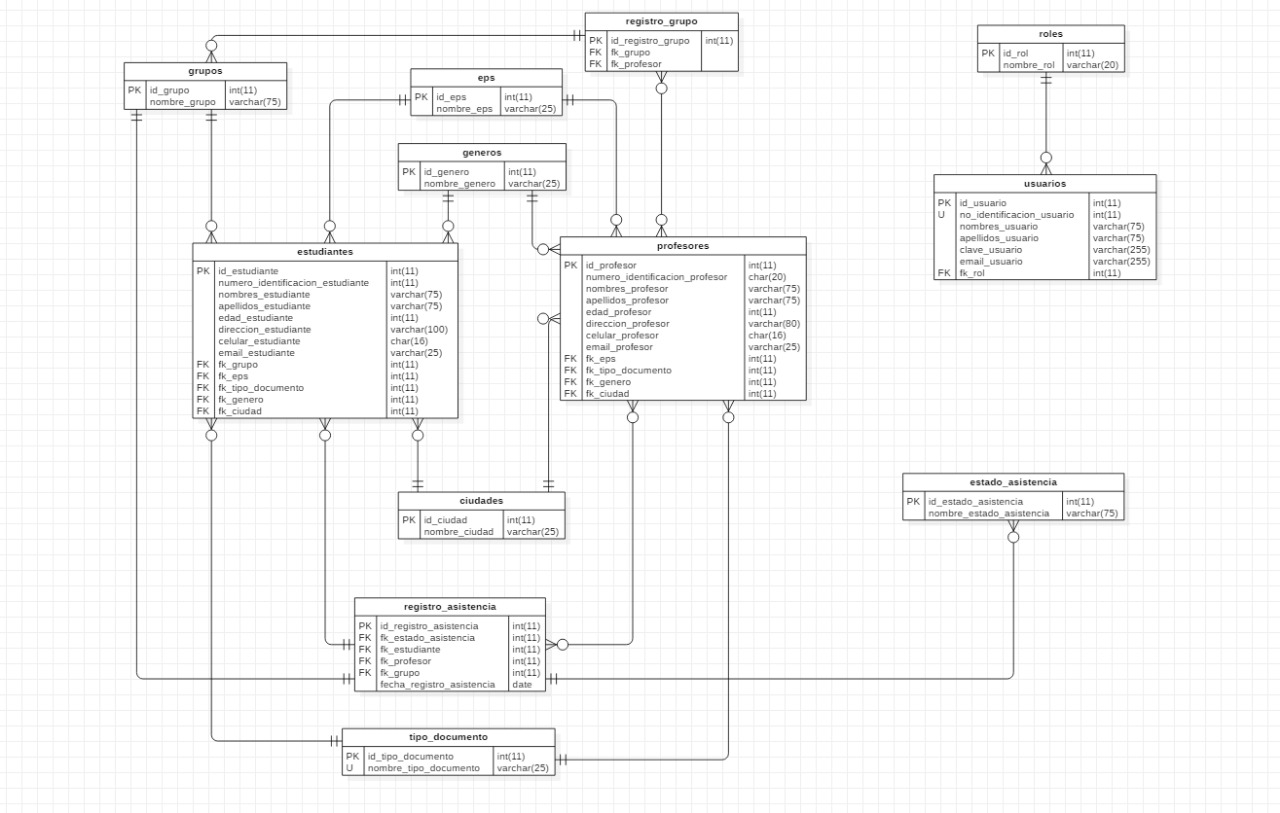 registro_grupo
PK id_registro_grupo int(11)
FK fk_grupo
FK fk_profesor
roles
PK id_rol int(11)
nombre_rol varchar(20)
grupos
PK id_grupo int(11)
nombre_grupo varchar(75)
eps
PK id_eps int(11)
nombre_eps varchar(25)
generos
PK id_genero int(11)
nombre_genero varchar(25)
usuarios
PK id_usuario int(11)
U no_identificacion_usuario int(11)
nombres_usuario varchar(75)
apellidos_usuario varchar(75)
clave_usuario varchar(255)
email_usuario varchar(255)
FK fk_rol int(11)
estudiantes
PK id_estudiante int(11)
numero_identificacion_estudiante int(11)
nombres_estudiante varchar(75)
apellidos_estudiante varchar(75)
edad_estudiante int(11)
direccion_estudiante varchar(100)
celular_estudiante char(16)
email_estudiante varchar(25)
FK fk_grupo int(11)
FK fk_eps int(11)
FK fk_tipo_documento int(11)
FK fk_genero int(11)
FK fk_ciudad int(11)
profesores
PK id_profesor int(11)
numero_identificacion_profesor char(20)
nombres_profesor varchar(75)
apellidos_profesor varchar(75)
edad_profesor int(11)
direccion_profesor varchar(80)
celular_profesor char(16)
email_profesor varchar(25)
FK fk_eps int(11)
FK fk_tipo_documento int(11)
FK fk_genero int(11)
FK fk_ciudad int(11)
ciudades
PK id_ciudad int(11)
nombre_ciudad varchar(25)
estado_asistencia
PK id_estado_asistencia int(11)
nombre_estado_asistencia varchar(75)
registro_asistencia
PK id_registro_asistencia int(11)
FK fk_estado_asistencia int(11)
FK fk_estudiante int(11)
FK fk_profesor int(11)
FK fk_grupo int(11)
fecha_registro_asistencia date
tipo_documento
PK id_tipo_documento int(11)
U nombre_tipo_documento varchar(25)